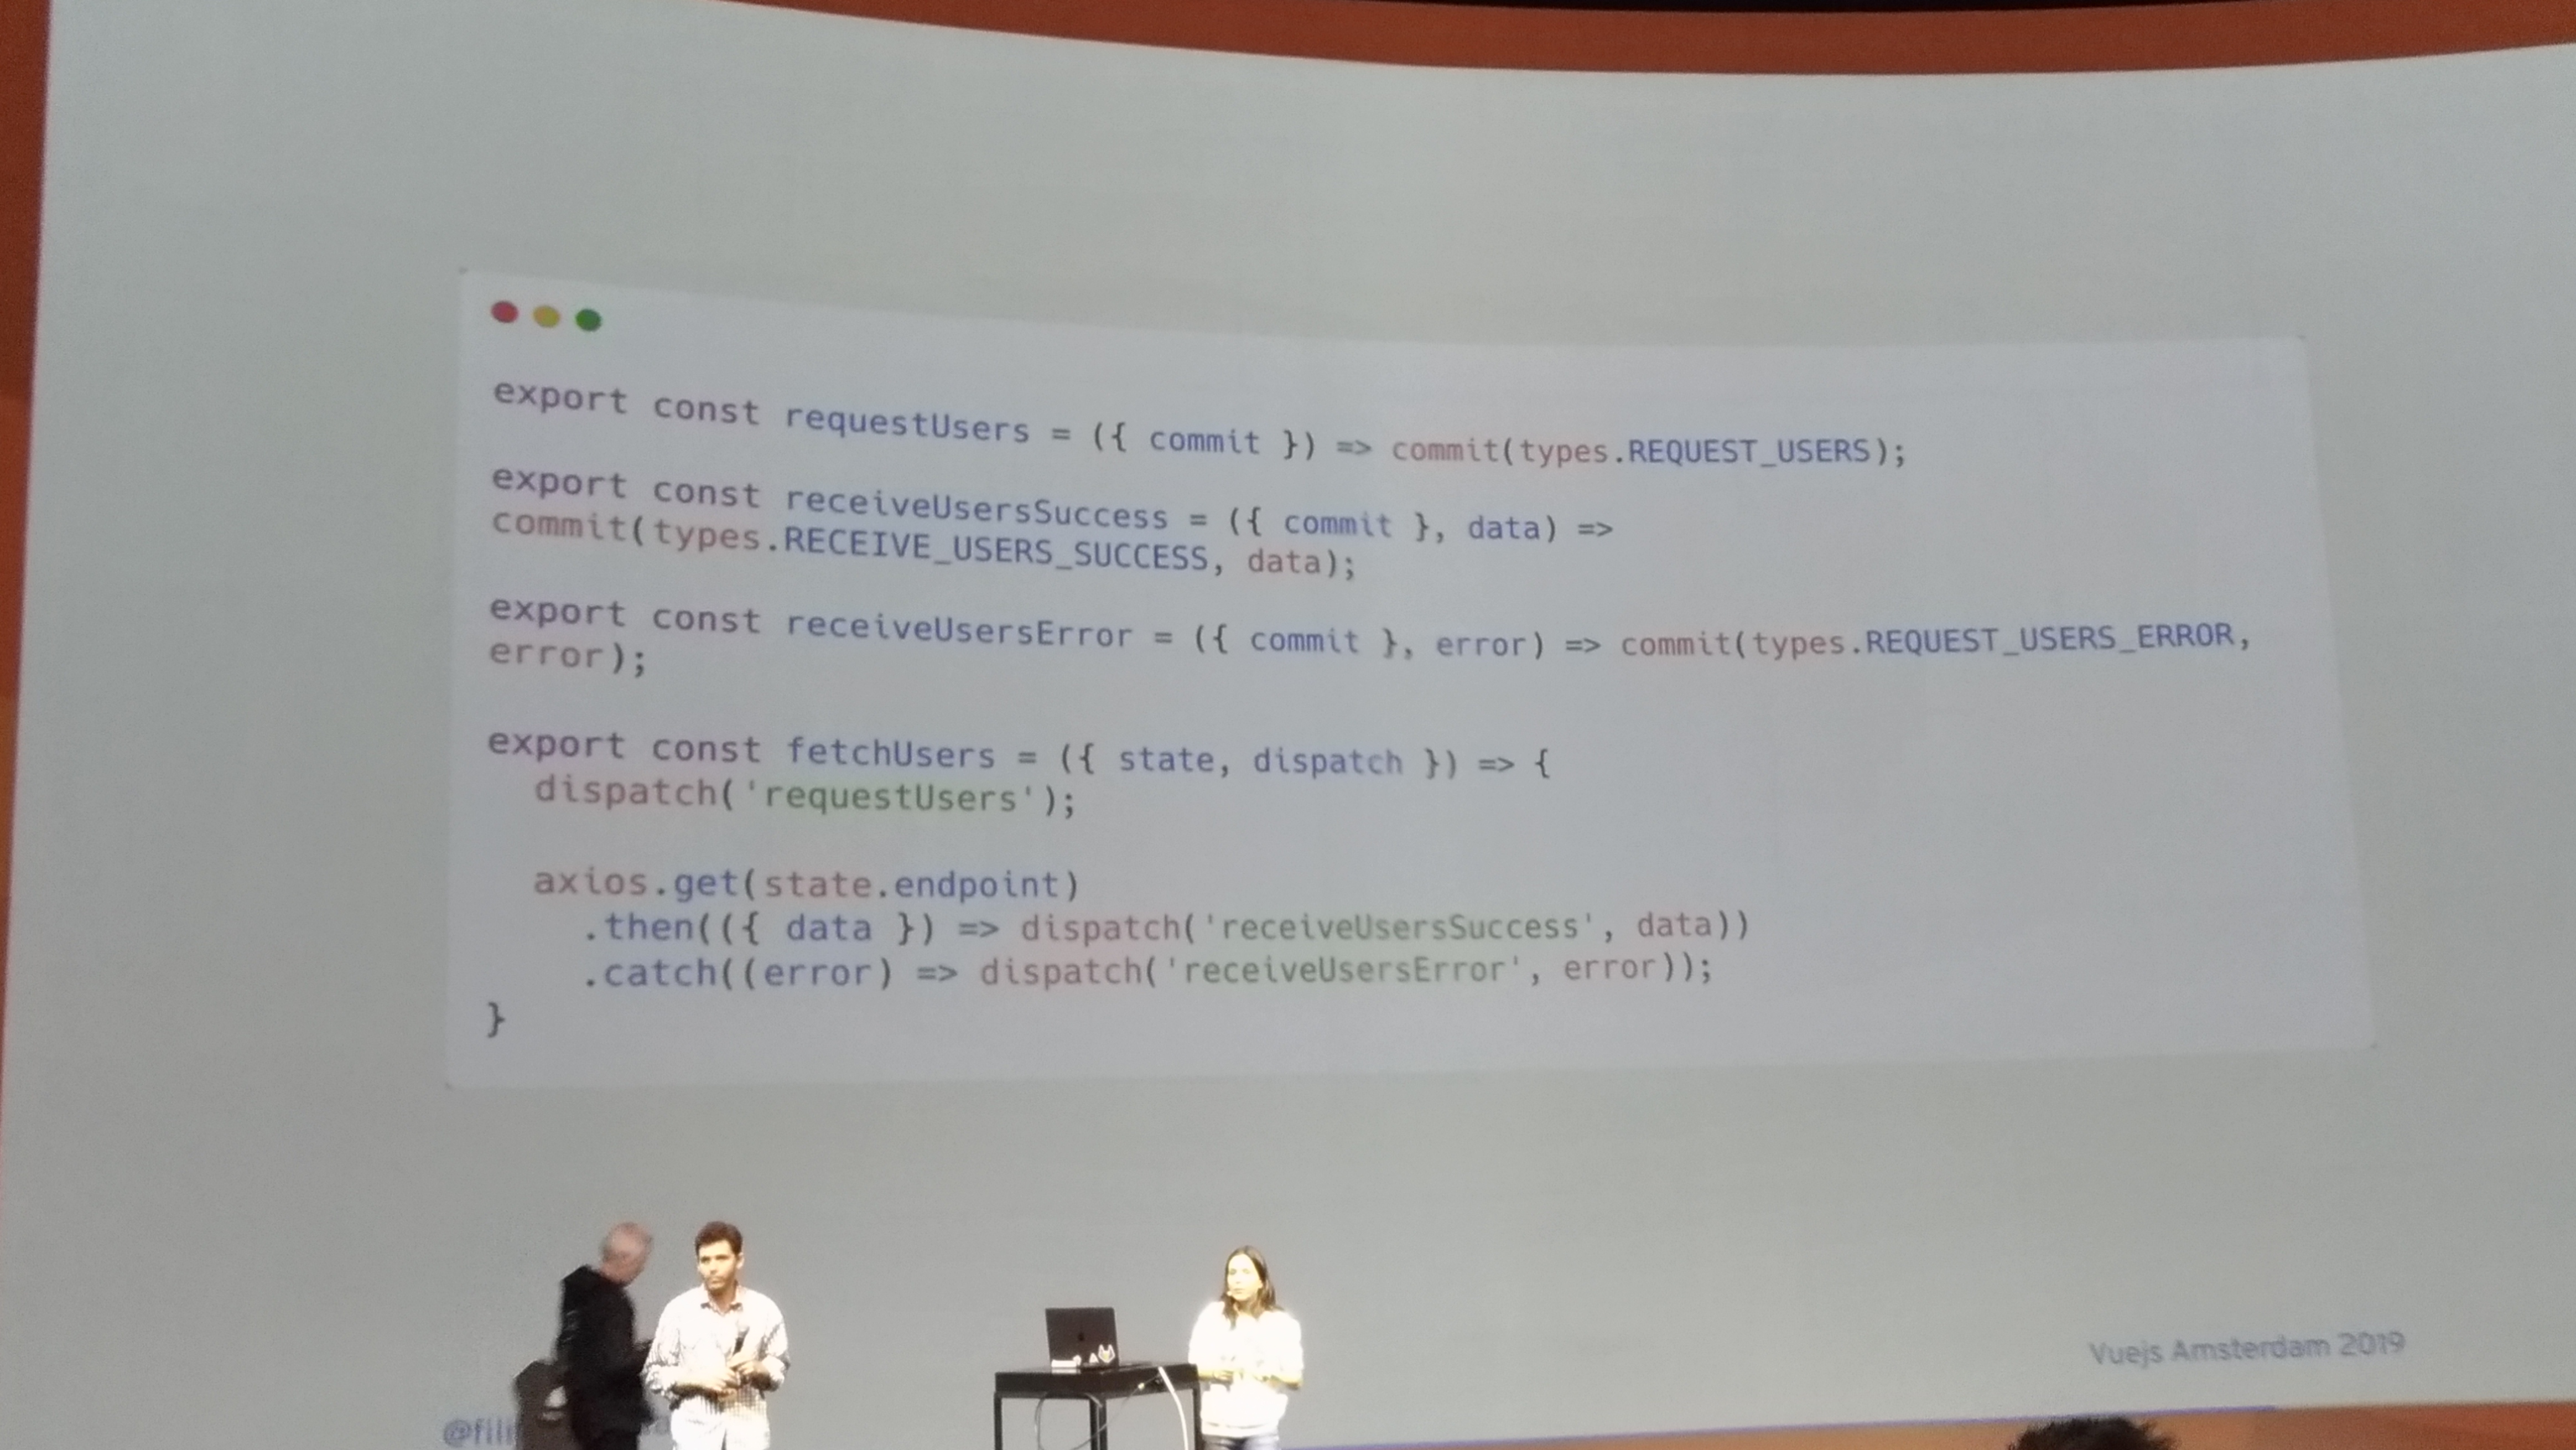 export const requestUsers = ({ commit }) => commit(types.REQUEST_USERS);
export const receiveUsersSuccess = ({ commit }, data) =>
commit(types.RECEIVE_USERS_SUCCESS, data);
export const receiveUsersError = ({ commit }, error) => commit(types.REQUEST_USERS_ERROR,
error);
export const fetchUsers = ({ state, dispatch }) => {
dispatch('requestUsers');
axios.get(state.endpoint)
.then(({ data }) => dispatch('receiveUsersSuccess', data))
.catch((error) => dispatch('receiveUsersError', error));
}
Vuejs Amsterdam 2019